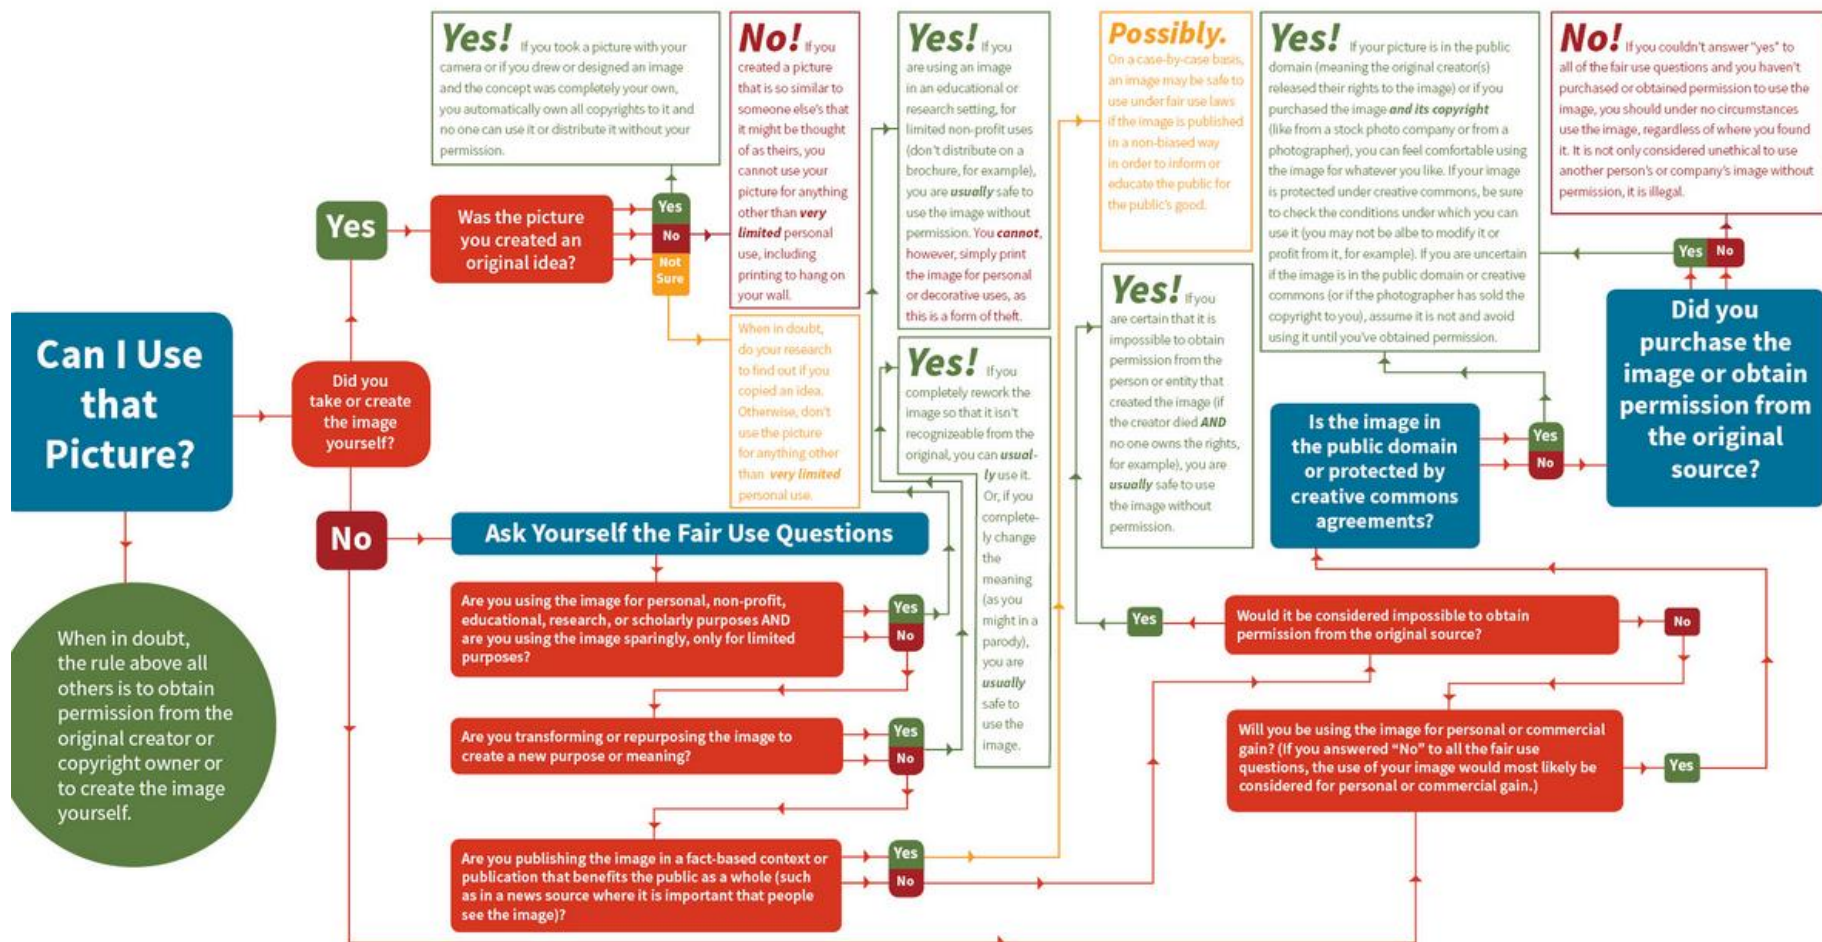 Can I Use
that
Picture?
When in doubt,
the rule above all
others is to obtain
permission from the
original creator or
copyright owner or
to create the image
yourself.
Did you
take or create
the image
yourself?
Yes
Was the picture
you created an
original idea?
Yes
No
Not
Sure
Yes! If you took a picture with your
camera or if you drew or designed an image
and the concept was completely your own,
you automatically own all copyrights to it and
no one can use it or distribute it without your
permission.
No! If you
created a picture
that is so similar to
someone else's that
it might be thought
of as theirs, you
cannot use your
picture for anything
other than very
limited personal
use, including
printing to hang on
your wall.
When in doubt,
do your research
to find out if you
copied an idea.
Otherwise, don't
use the picture
for anything other
than very limited
personal use.
No
Ask Yourself the Fair Use Questions
Are you using the image for personal, non-profit,
educational, research, or scholarly purposes AND
are you using the image sparingly, only for limited
purposes?
Yes
No
Are you transforming or repurposing the image to
create a new purpose or meaning?
Yes
No
Are you publishing the image in a fact-based context or
publication that benefits the public as a whole (such
as in a news source where it is important that people
see the image)?
Yes
No
Yes! If you
are using an image
in an educational or
research setting, for
limited non-profit uses
(don't distribute on a
brochure, for example),
you are usually safe to
use the image without
permission. You cannot,
however, simply print
the image for personal
or decorative uses, as
this is a form of theft.
Yes! If you
completely rework the
image so that it isn't
recognizeable from the
original, you can usual-
ly use it.
Or, if you
complete-
ly change
the
meaning
(as you
might in a
parody),
you are
usually
safe to
use the
image.
Possibly.
On a case-by-case basis,
an image may be safe to
use under fair use laws
if the image is published
in a non-biased way
in order to inform or
educate the public for
the public's good.
Yes! If you
are certain that it is
impossible to obtain
permission from the
person or entity that
created the image (if
the creator died AND
no one owns the rights,
for example), you are
usually safe to use
the image without
permission.
Yes
Would it be considered impossible to obtain
permission from the original source?
No
Will you be using the image for personal or commercial
gain? (If you answered “No” to all the fair use
questions, the use of your image would most likely be
considered for personal or commercial gain.)
Yes
Is the image in
the public domain
or protected by
creative commons
agreements?
Yes
No
Yes! If your picture is in the public
domain (meaning the original creator(s)
released their rights to the image) or if you
purchased the image and its copyright
(like from a stock photo company or from a
photographer), you can feel comfortable using
the image for whatever you like. If your image
is protected under creative commons, be sure
to check the conditions under which you can
use it (you may not be albe to modify it or
profit from it, for example). If you are uncertain
if the image is in the public domain or creative
commons (or if the photographer has sold the
copyright to you), assume it is not and avoid
using it until you've obtained permission.
Did you
purchase the
image or obtain
permission from
the original
source?
Yes
No
No! If you couldn't answer "yes" to
all of the fair use questions and you haven't
purchased or obtained permission to use the
image, you should under no circumstances
use the image, regardless of where you found
it. It is not only considered unethical to use
another person's or company's image without
permission, it is illegal.